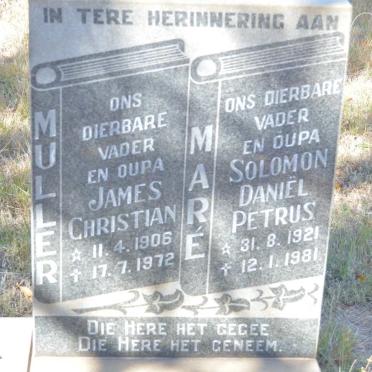 IN TERE HERINNERING AAN
MULLER
ONS
DIERBARE
VADER
EN OUPA
JAMES
CHRISTIAN
☆ 11.4.1906
✝ 17.7.1972
MARÉ
ONS DIERBARE
VADER
EN OUPA
SOLOMON
DANIËL
PETRUS
☆ 31.8.1921
✝ 12.1.1981
DIE HERE HET GEGEE.
DIE HERE HET GENEEM.